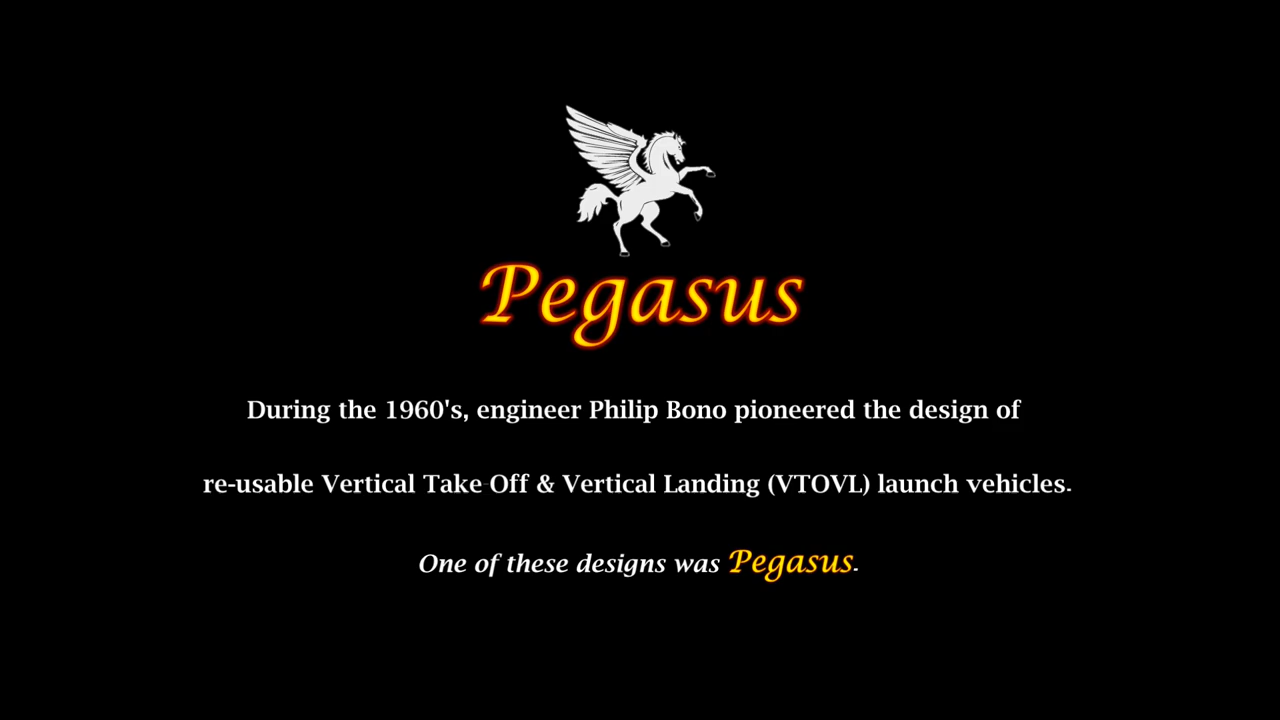 Pegasus
During the 1960's, engineer Philip Bono pioneered the design of
re-usable Vertical Take-Off & Vertical Landing (VTOVL) launch vehicles.
One of these designs was Pegasus.